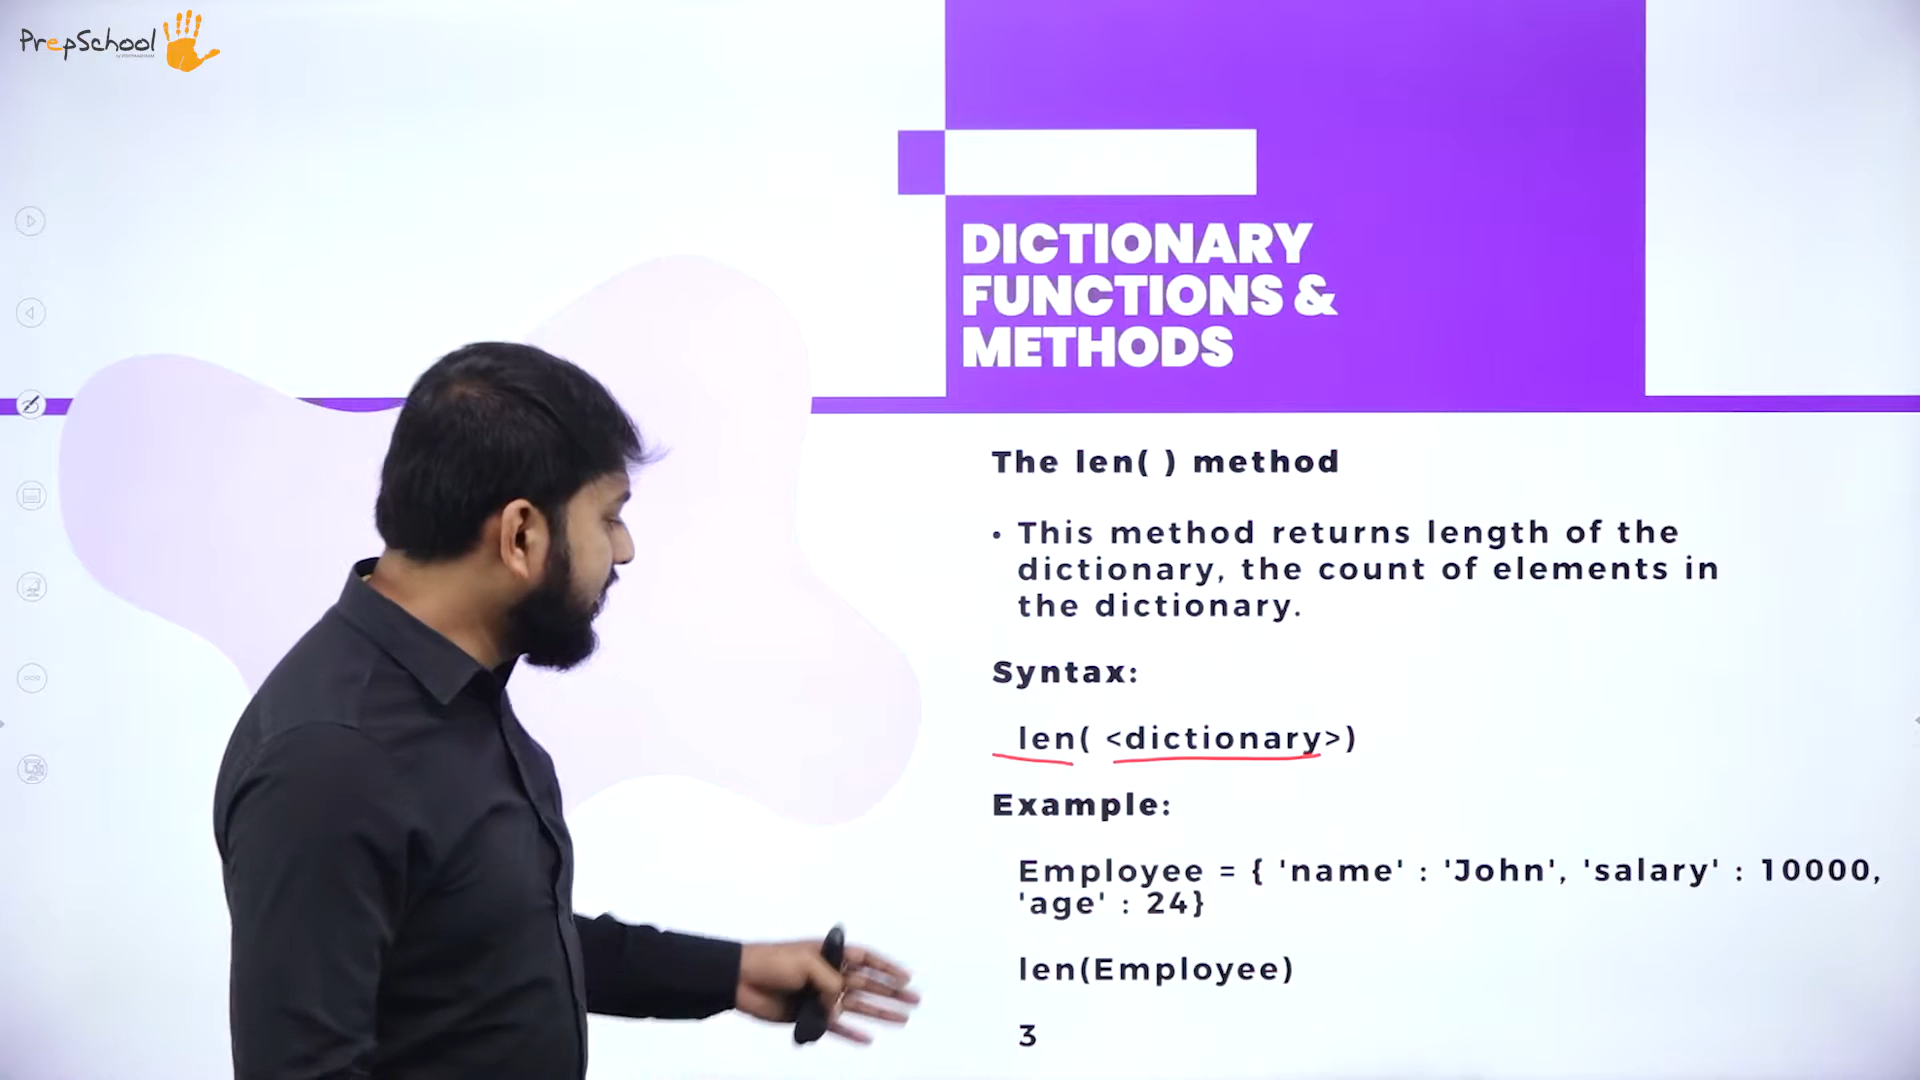 PrepSchool
DICTIONARY
FUNCTIONS &
METHODS
The len( ) method
• This method returns length of the
dictionary, the count of elements in
the dictionary.
Syntax:
len( <dictionary>)
Example:
Employee = { 'name' : 'John', 'salary' : 10000,
'age' : 24}
len(Employee)
3